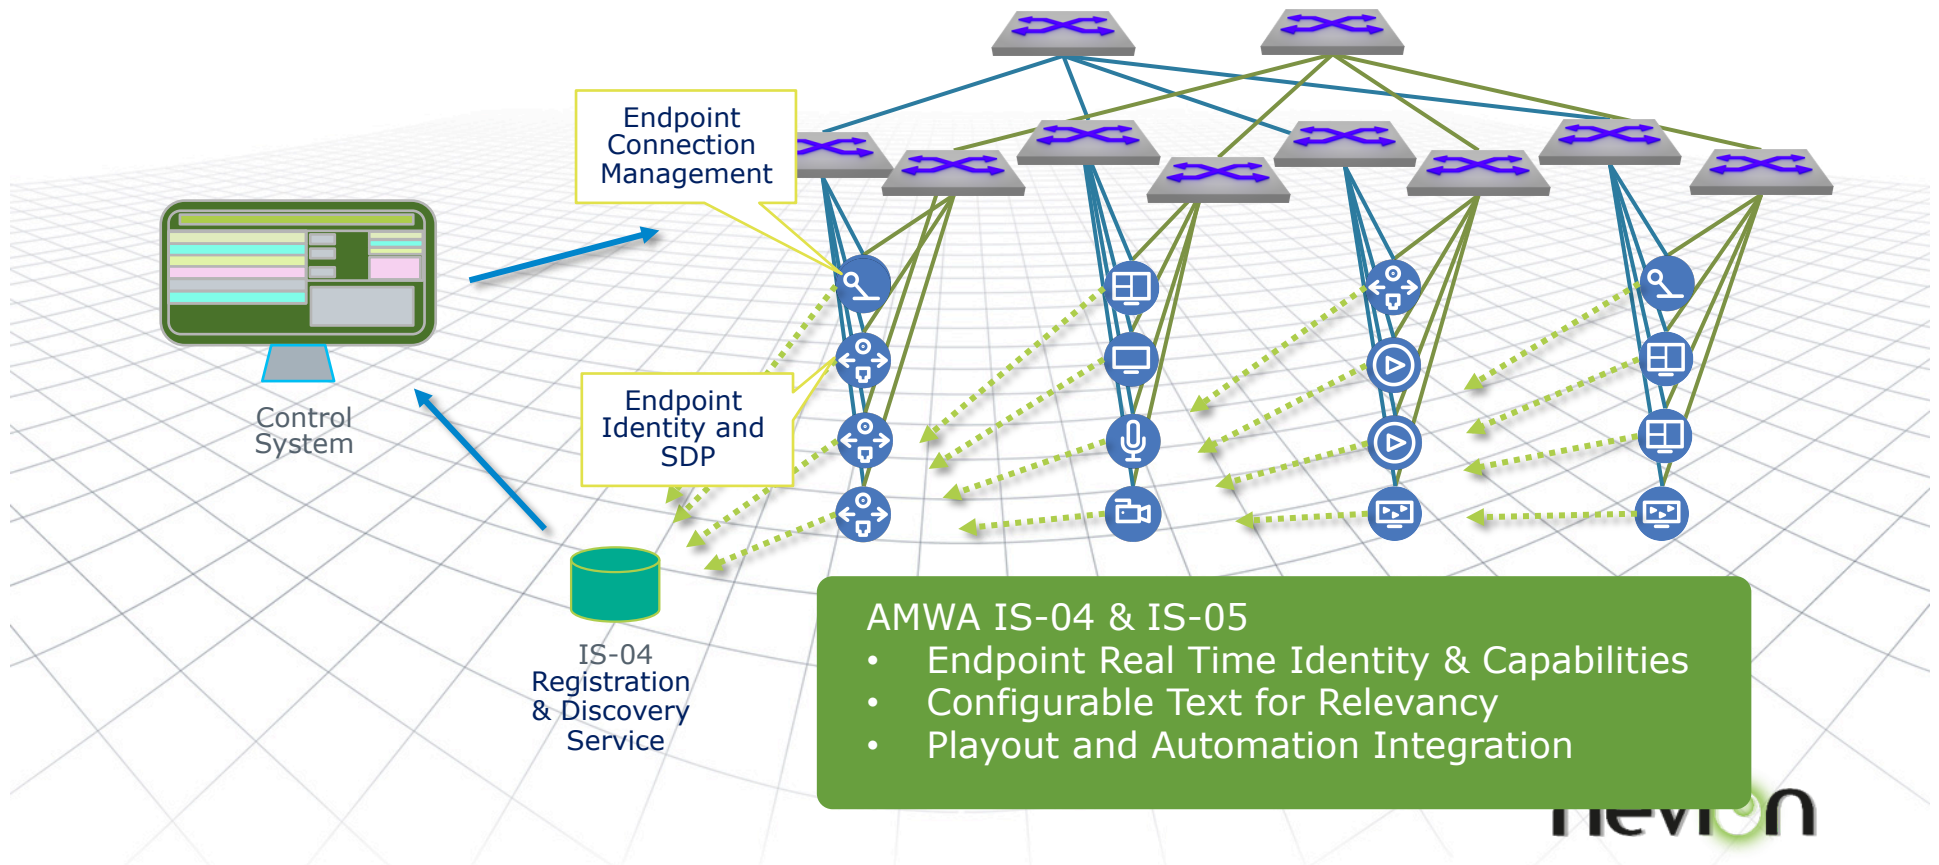 Endpoint
Connection
Management
Control
System
Endpoint
Identity and
SDP
IS-04
Registration
& Discovery
Service
AMWA IS-04 & IS-05
• Endpoint Real Time Identity & Capabilities
• Configurable Text for Relevancy
• Playout and Automation Integration
nevion